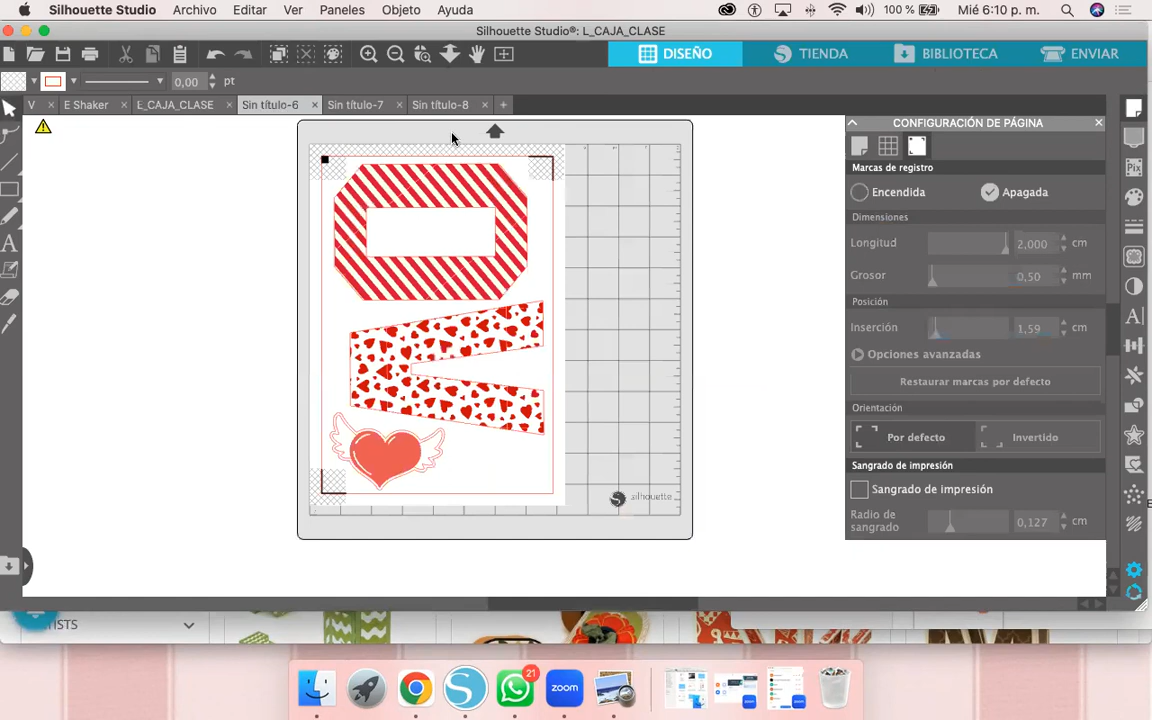 Silhouette Studio Archivo Editar Ver Paneles Objeto Ayuda 100 % Mié 6:10 p. m.
Silhouette Studio®: L_CAJA_CLASE
DISEÑO TIENDA BIBLIOTECA ENVIAR
0,00 pt
V E Shaker L_CAJA_CLASE Sin título-6 Sin título-7 Sin título-8
CONFIGURACIÓN DE PÁGINA
Pix
Marcas de registro
Encendida Apagada
Dimensiones
Longitud 2,000 cm
Grosor 0,50 mm
Posición
Inserción 1,59 cm
Opciones avanzadas
Restaurar marcas por defecto
Orientación
Por defecto Invertido
Sangrado de impresión
Sangrado de impresión
Radio de sangrado 0,127 cm
silhouette
21
zoom